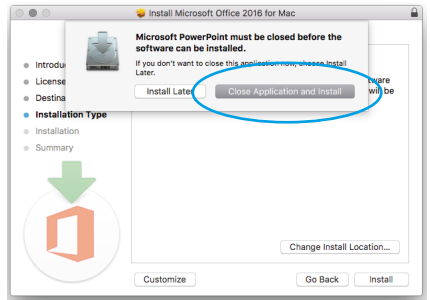 Install Microsoft Office 2016 for Mac
Microsoft PowerPoint must be closed before the
software can be installed.
If you don't want to close this application now, choose Install
Later.
Install Later
Close Application and Install
Introdu
License
Destina
Installation Type
Installation
Summary
tware
will be
Change Install Location...
Customize
Go Back
Install